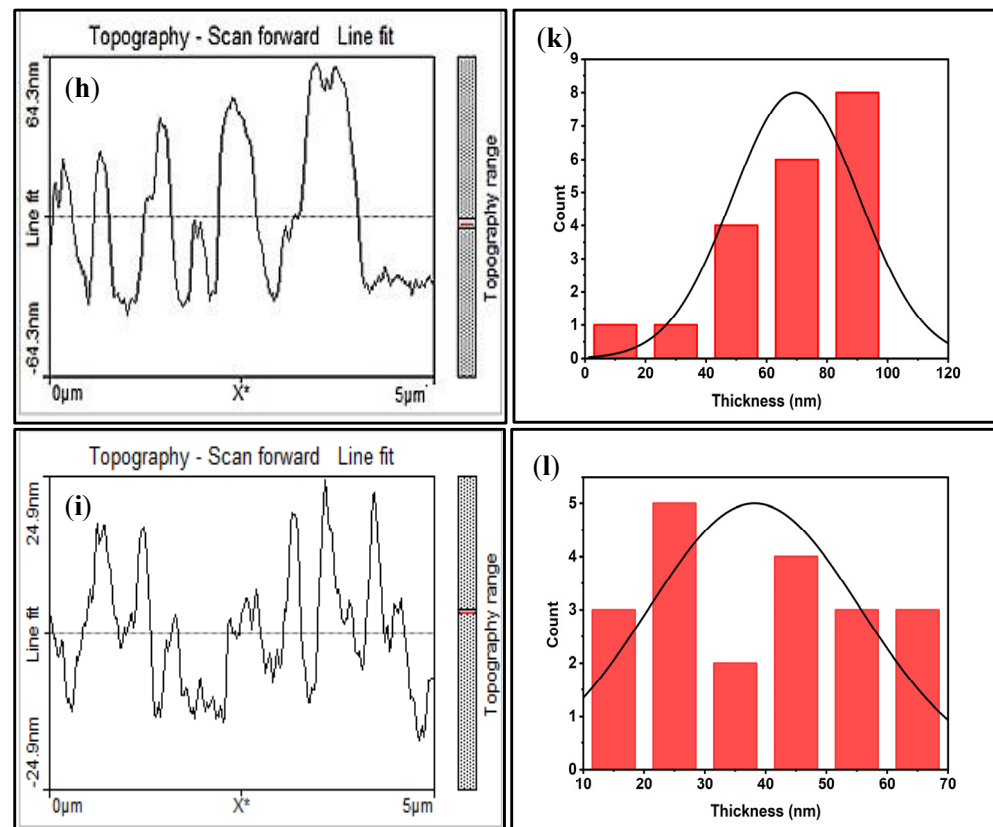 Topography - Scan forward Line fit
(h)
64.3nm
Line fit
-64.3nm
0µm
X*
5µm
Topography range
(k)
9
8
7
6
5
4
3
2
1
0
Count
0 20 40 60 80 100 120
Thickness (nm)
Topography - Scan forward Line fit
(i)
24.9nm
Line fit
-24.9nm
0µm
X*
5µm
Topography range
(l)
5
4
3
2
1
0
Count
10 20 30 40 50 60 70
Thickness (nm)